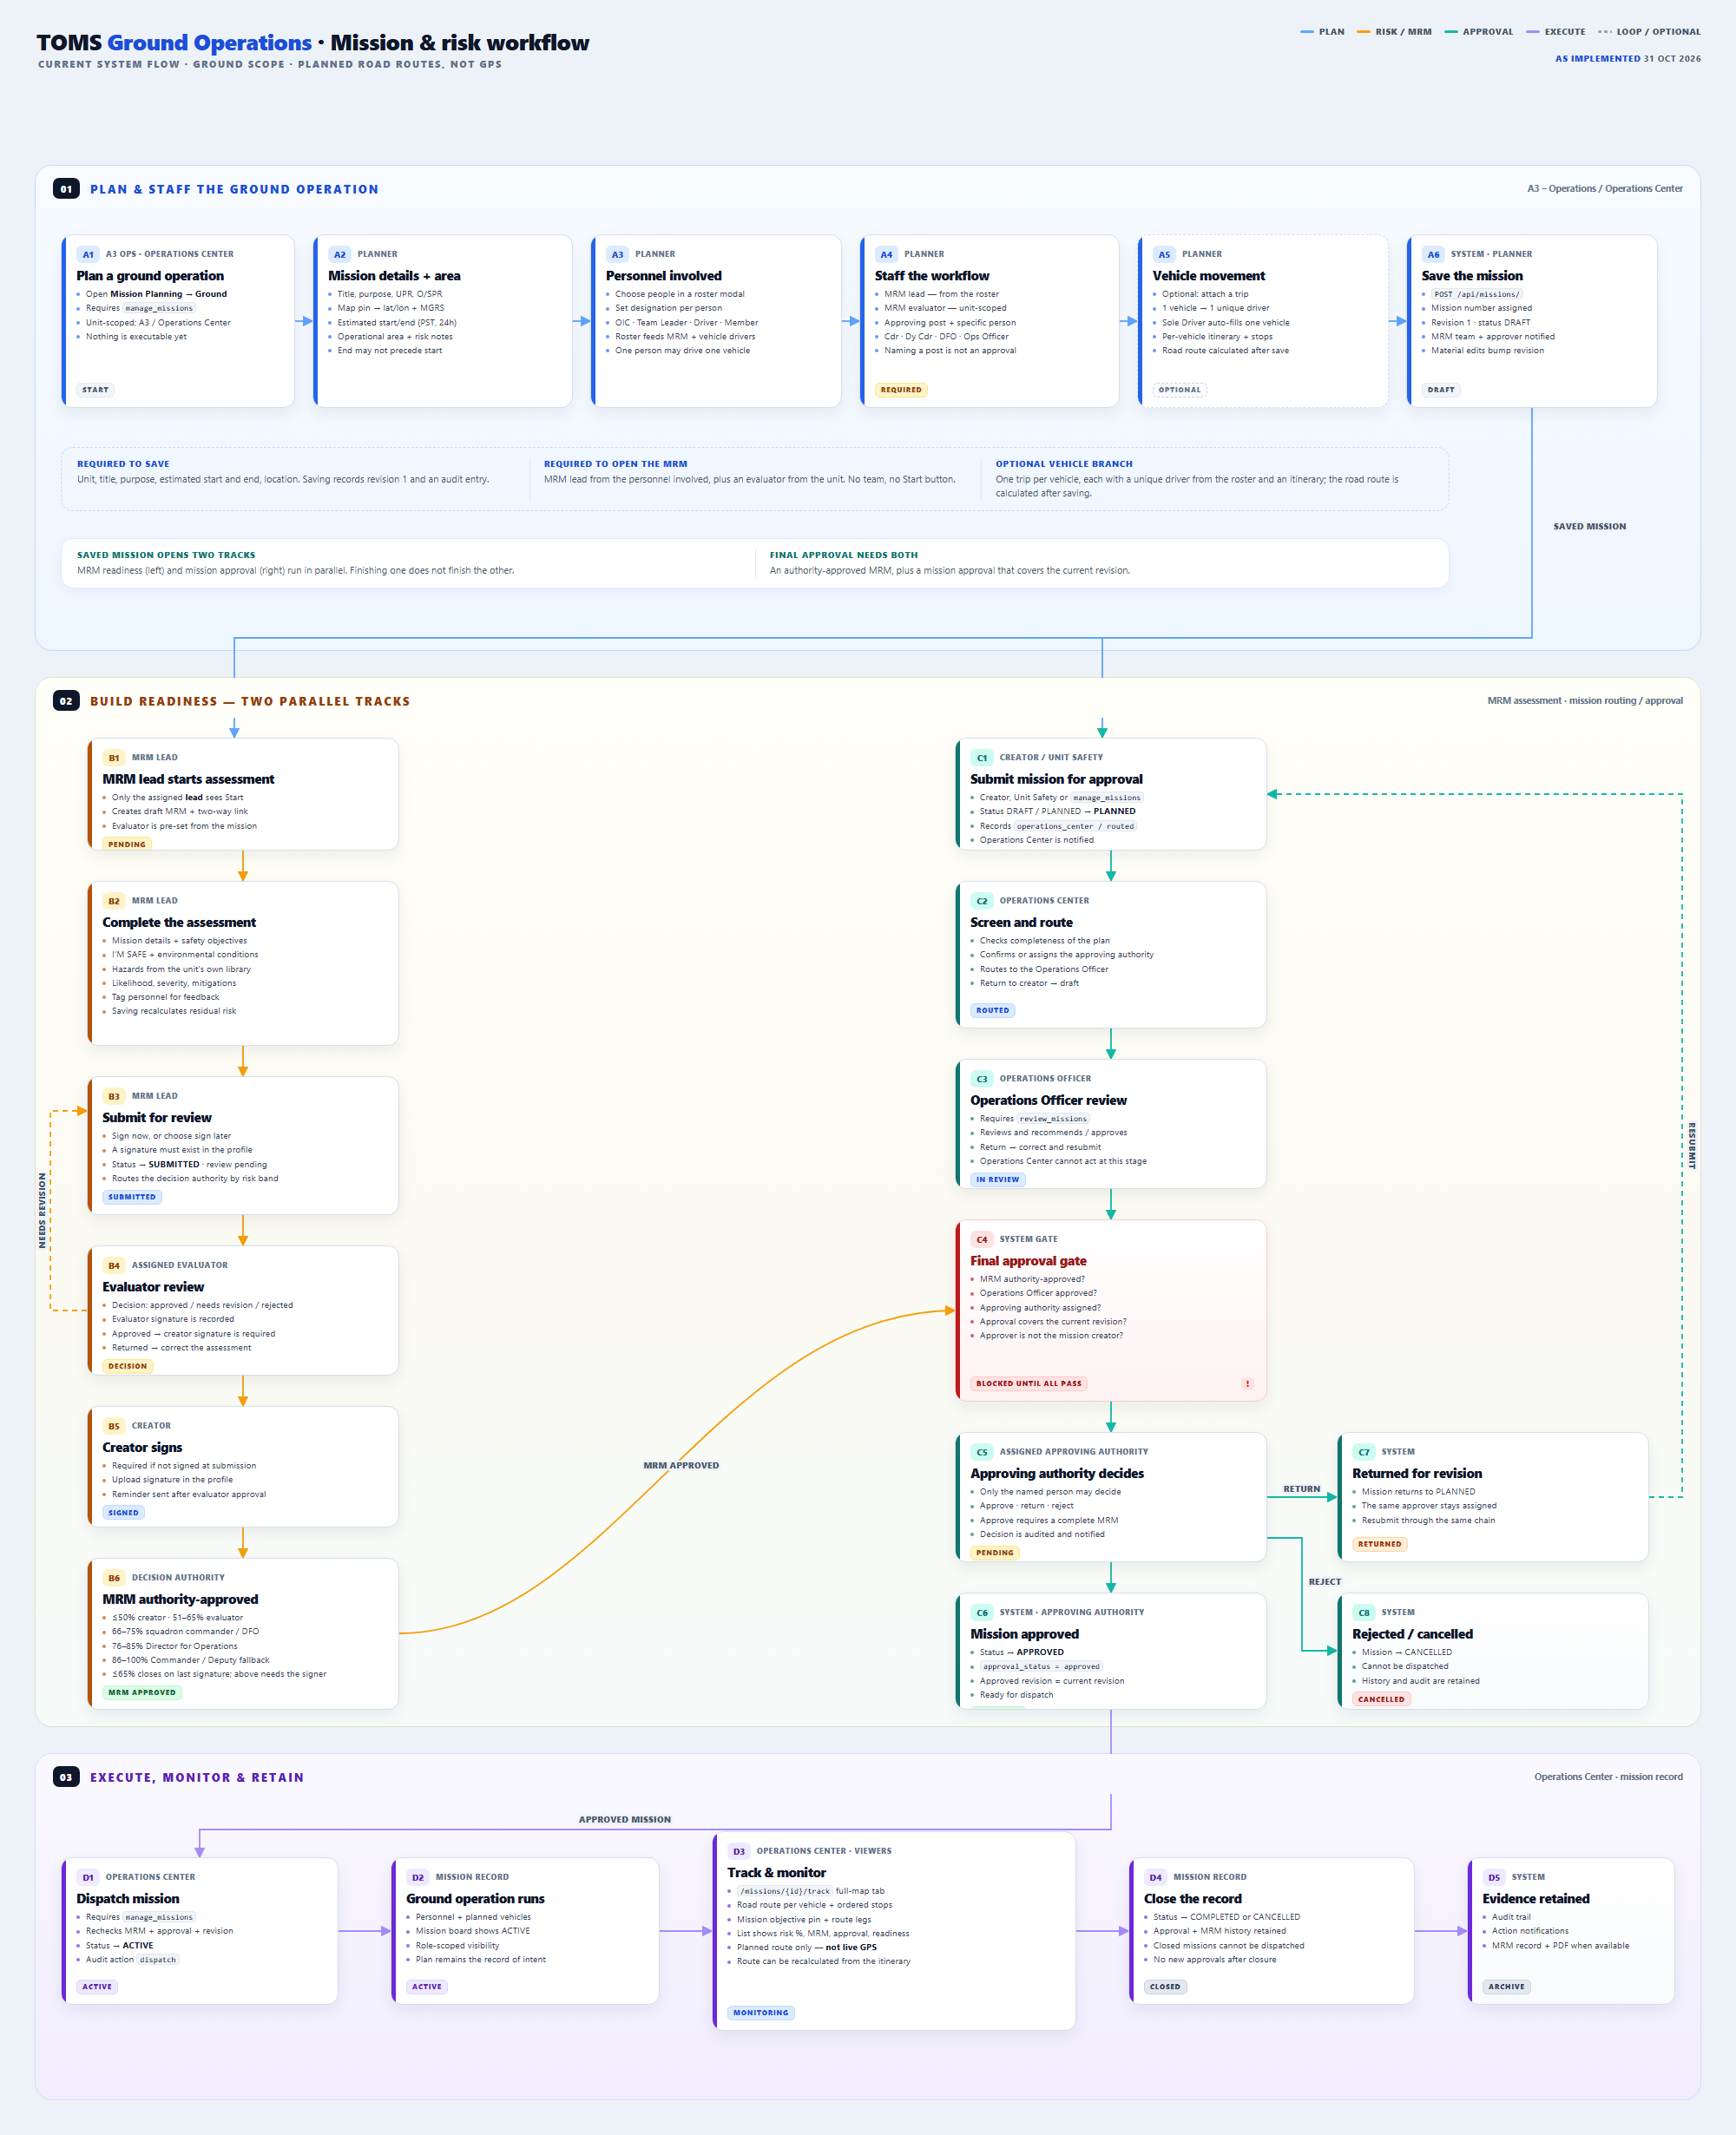 TOMS Ground Operations · Mission & risk workflow
CURRENT SYSTEM FLOW · GROUND SCOPE · PLANNED ROAD ROUTES, NOT GPS
PLAN
RISK / MRM
APPROVAL
EXECUTE
LOOP / OPTIONAL
AS IMPLEMENTED 31 OCT 2026
01 PLAN & STAFF THE GROUND OPERATION
A3 – Operations / Operations Center
A1 A3 OPS · OPERATIONS CENTER
Plan a ground operation
Open Mission Planning → Ground
Requires manage_missions
Unit-scoped: A3 / Operations Center
Nothing is executable yet
START
A2 PLANNER
Mission details + area
Title, purpose, UPR, O/SPR
Map pin → lat/lon + MGRS
Estimated start/end (PST, 24h)
Operational area + risk notes
End may not precede start
A3 PLANNER
Personnel involved
Choose people in a roster modal
Set designation per person
OIC · Team Leader · Driver · Member
Roster feeds MRM + vehicle drivers
One person may drive one vehicle
A4 PLANNER
Staff the workflow
MRM lead — from the roster
MRM evaluator — unit-scoped
Approving post + specific person
Cdr · Dy Cdr · DFO · Ops Officer
Naming a post is not an approval
REQUIRED
A5 PLANNER
Vehicle movement
Optional: attach a trip
1 vehicle → 1 unique driver
Sole Driver auto-fills one vehicle
Per-vehicle itinerary + stops
Road route calculated after save
OPTIONAL
A6 SYSTEM · PLANNER
Save the mission
POST /api/missions/
Mission number assigned
Revision 1 · status DRAFT
MRM team + approver notified
Material edits bump revision
DRAFT
REQUIRED TO SAVE
Unit, title, purpose, estimated start and end, location. Saving records revision 1 and an audit entry.
REQUIRED TO OPEN THE MRM
MRM lead from the personnel involved, plus an evaluator from the unit. No team, no Start button.
OPTIONAL VEHICLE BRANCH
One trip per vehicle, each with a unique driver from the roster and an itinerary; the road route is
calculated after saving.
SAVED MISSION
SAVED MISSION OPENS TWO TRACKS
MRM readiness (left) and mission approval (right) run in parallel. Finishing one does not finish the other.
FINAL APPROVAL NEEDS BOTH
An authority-approved MRM, plus a mission approval that covers the current revision.
02 BUILD READINESS — TWO PARALLEL TRACKS
MRM assessment · mission routing / approval
B1 MRM LEAD
MRM lead starts assessment
Only the assigned lead sees Start
Creates draft MRM + two-way link
Evaluator is pre-set from the mission
PENDING
B2 MRM LEAD
Complete the assessment
Mission details + safety objectives
I'M SAFE + environmental conditions
Hazards from the unit's own library
Likelihood, severity, mitigations
Tag personnel for feedback
Saving recalculates residual risk
B3 MRM LEAD
Submit for review
Sign now, or choose sign later
A signature must exist in the profile
Status → SUBMITTED · review pending
Routes the decision authority by risk band
SUBMITTED
NEEDS REVISION
B4 ASSIGNED EVALUATOR
Evaluator review
Decision: approved / needs revision / rejected
Evaluator signature is recorded
Approved → creator signature is required
Returned → correct the assessment
DECISION
B5 CREATOR
Creator signs
Required if not signed at submission
Upload signature in the profile
Reminder sent after evaluator approval
SIGNED
B6 DECISION AUTHORITY
MRM authority-approved
≤50% creator · 51–65% evaluator
66–75% squadron commander / DFO
76–85% Director for Operations
86–100% Commander / Deputy fallback
≤65% closes on last signature; above needs the signer
MRM APPROVED
MRM APPROVED
C1 CREATOR / UNIT SAFETY
Submit mission for approval
Creator, Unit Safety or manage_missions
Status DRAFT / PLANNED → PLANNED
Records operations_center / routed
Operations Center is notified
C2 OPERATIONS CENTER
Screen and route
Checks completeness of the plan
Confirms or assigns the approving authority
Routes to the Operations Officer
Return to creator → draft
ROUTED
C3 OPERATIONS OFFICER
Operations Officer review
Requires review_missions
Reviews and recommends / approves
Return → correct and resubmit
Operations Center cannot act at this stage
IN REVIEW
RESUBMIT
C4 SYSTEM GATE
Final approval gate
MRM authority-approved?
Operations Officer approved?
Approving authority assigned?
Approval covers the current revision?
Approver is not the mission creator?
BLOCKED UNTIL ALL PASS
!
C5 ASSIGNED APPROVING AUTHORITY
Approving authority decides
Only the named person may decide
Approve · return · reject
Approve requires a complete MRM
Decision is audited and notified
PENDING
RETURN
REJECT
C7 SYSTEM
Returned for revision
Mission returns to PLANNED
The same approver stays assigned
Resubmit through the same chain
RETURNED
C6 SYSTEM · APPROVING AUTHORITY
Mission approved
Status → APPROVED
approval_status = approved
Approved revision = current revision
Ready for dispatch
C8 SYSTEM
Rejected / cancelled
Mission → CANCELLED
Cannot be dispatched
History and audit are retained
CANCELLED
03 EXECUTE, MONITOR & RETAIN
Operations Center · mission record
APPROVED MISSION
D1 OPERATIONS CENTER
Dispatch mission
Requires manage_missions
Rechecks MRM + approval + revision
Status → ACTIVE
Audit action dispatch
ACTIVE
D2 MISSION RECORD
Ground operation runs
Personnel + planned vehicles
Mission board shows ACTIVE
Role-scoped visibility
Plan remains the record of intent
ACTIVE
D3 OPERATIONS CENTER · VIEWERS
Track & monitor
/missions/{id}/track full-map tab
Road route per vehicle + ordered stops
Mission objective pin + route legs
List shows risk %, MRM, approval, readiness
Planned route only — not live GPS
Route can be recalculated from the itinerary
MONITORING
D4 MISSION RECORD
Close the record
Status → COMPLETED or CANCELLED
Approval + MRM history retained
Closed missions cannot be dispatched
No new approvals after closure
CLOSED
D5 SYSTEM
Evidence retained
Audit trail
Action notifications
MRM record + PDF when available
ARCHIVE